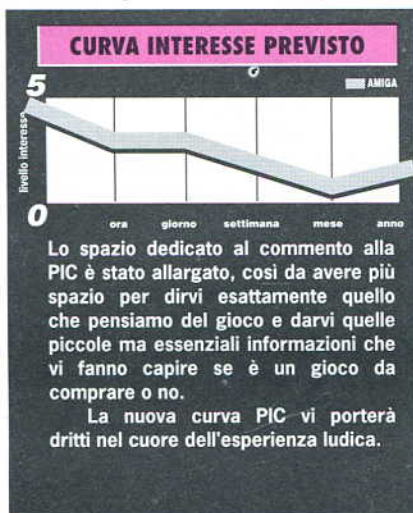 CURVA INTERESSE PREVISTO
AMIGA
5
livello interesse
0
ora giorno settimana mese anno
Lo spazio dedicato al commento alla
PIC è stato allargato, così da avere più
spazio per dirvi esattamente quello
che pensiamo del gioco e darvi quelle
piccole ma essenziali informazioni che
vi fanno capire se è un gioco da
comprare o no.
La nuova curva PIC vi porterà
dritti nel cuore dell'esperienza ludica.